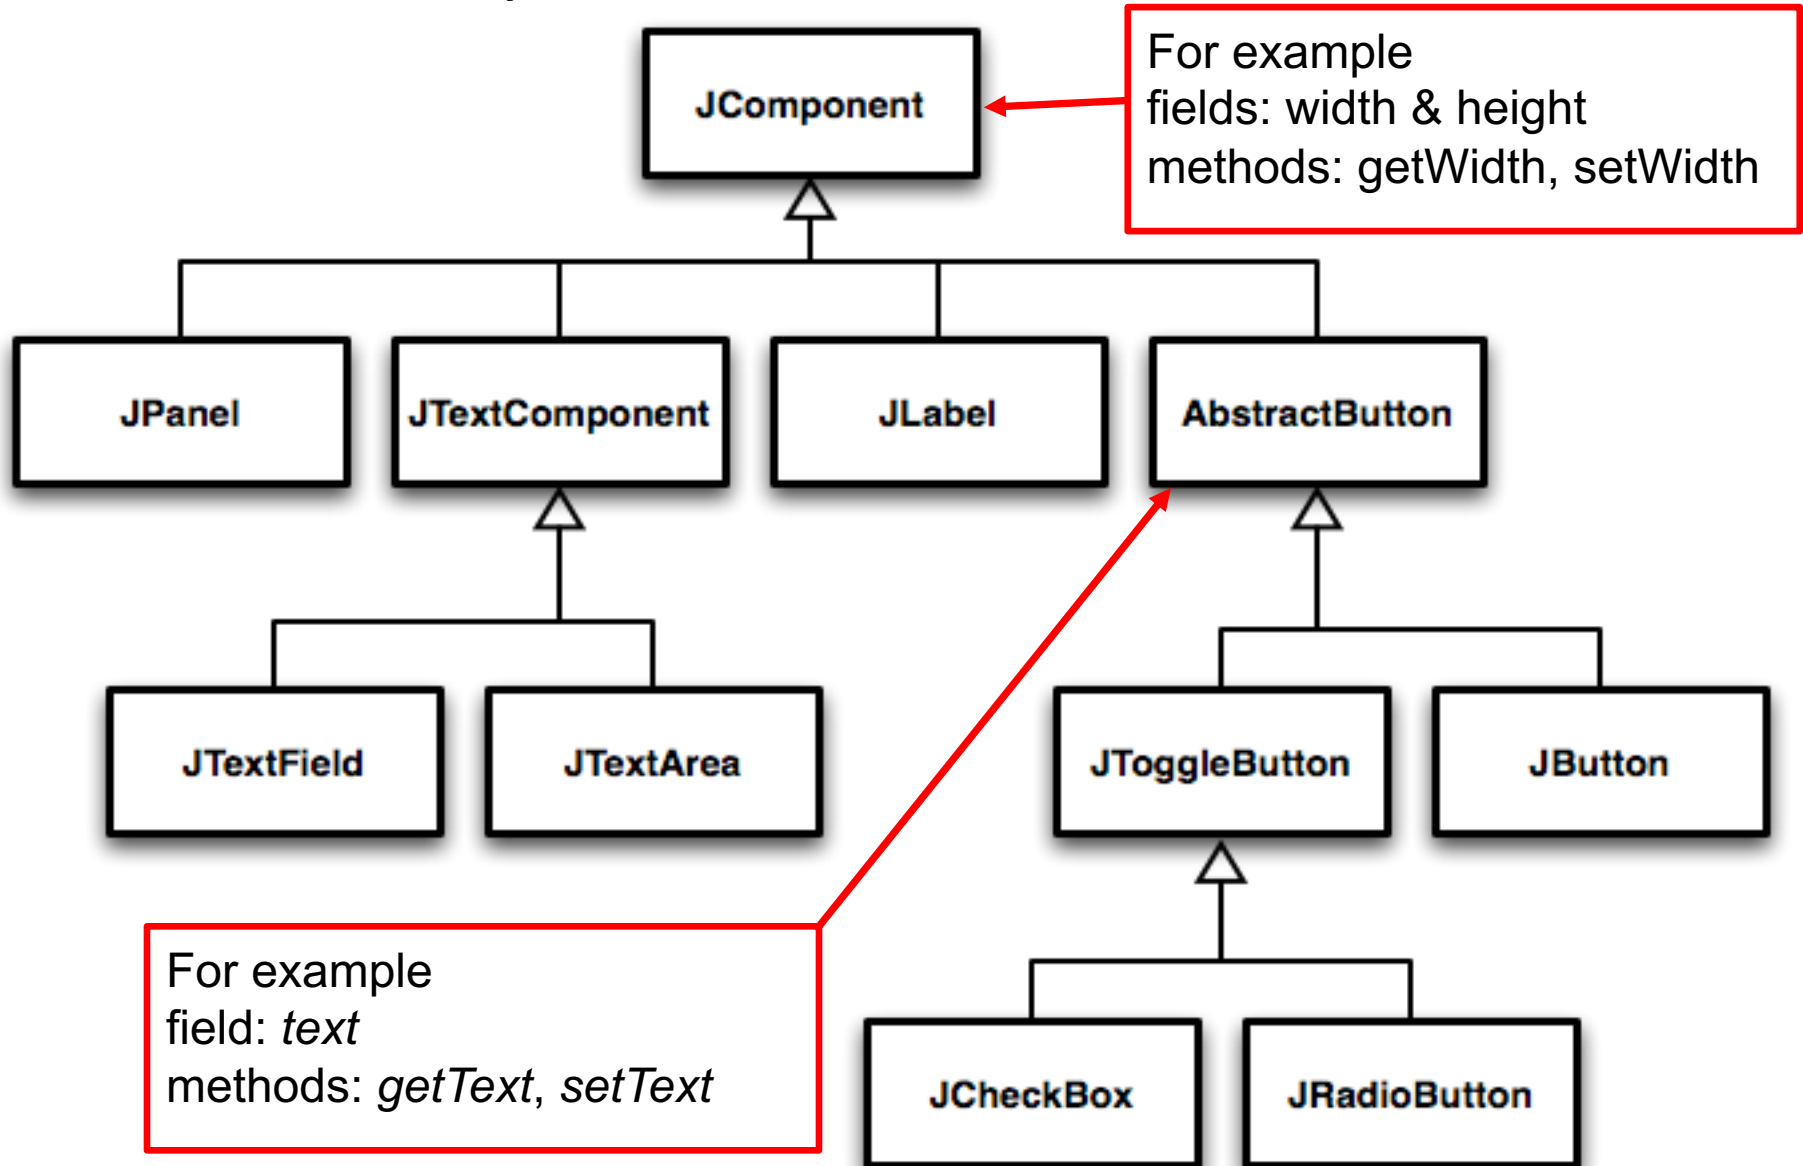 JComponent
For example
fields: width & height
methods: getWidth, setWidth
JPanel
JTextComponent
JLabel
AbstractButton
JTextField
JTextArea
JToggleButton
JButton
For example
field: text
methods: getText, setText
JCheckBox
JRadioButton